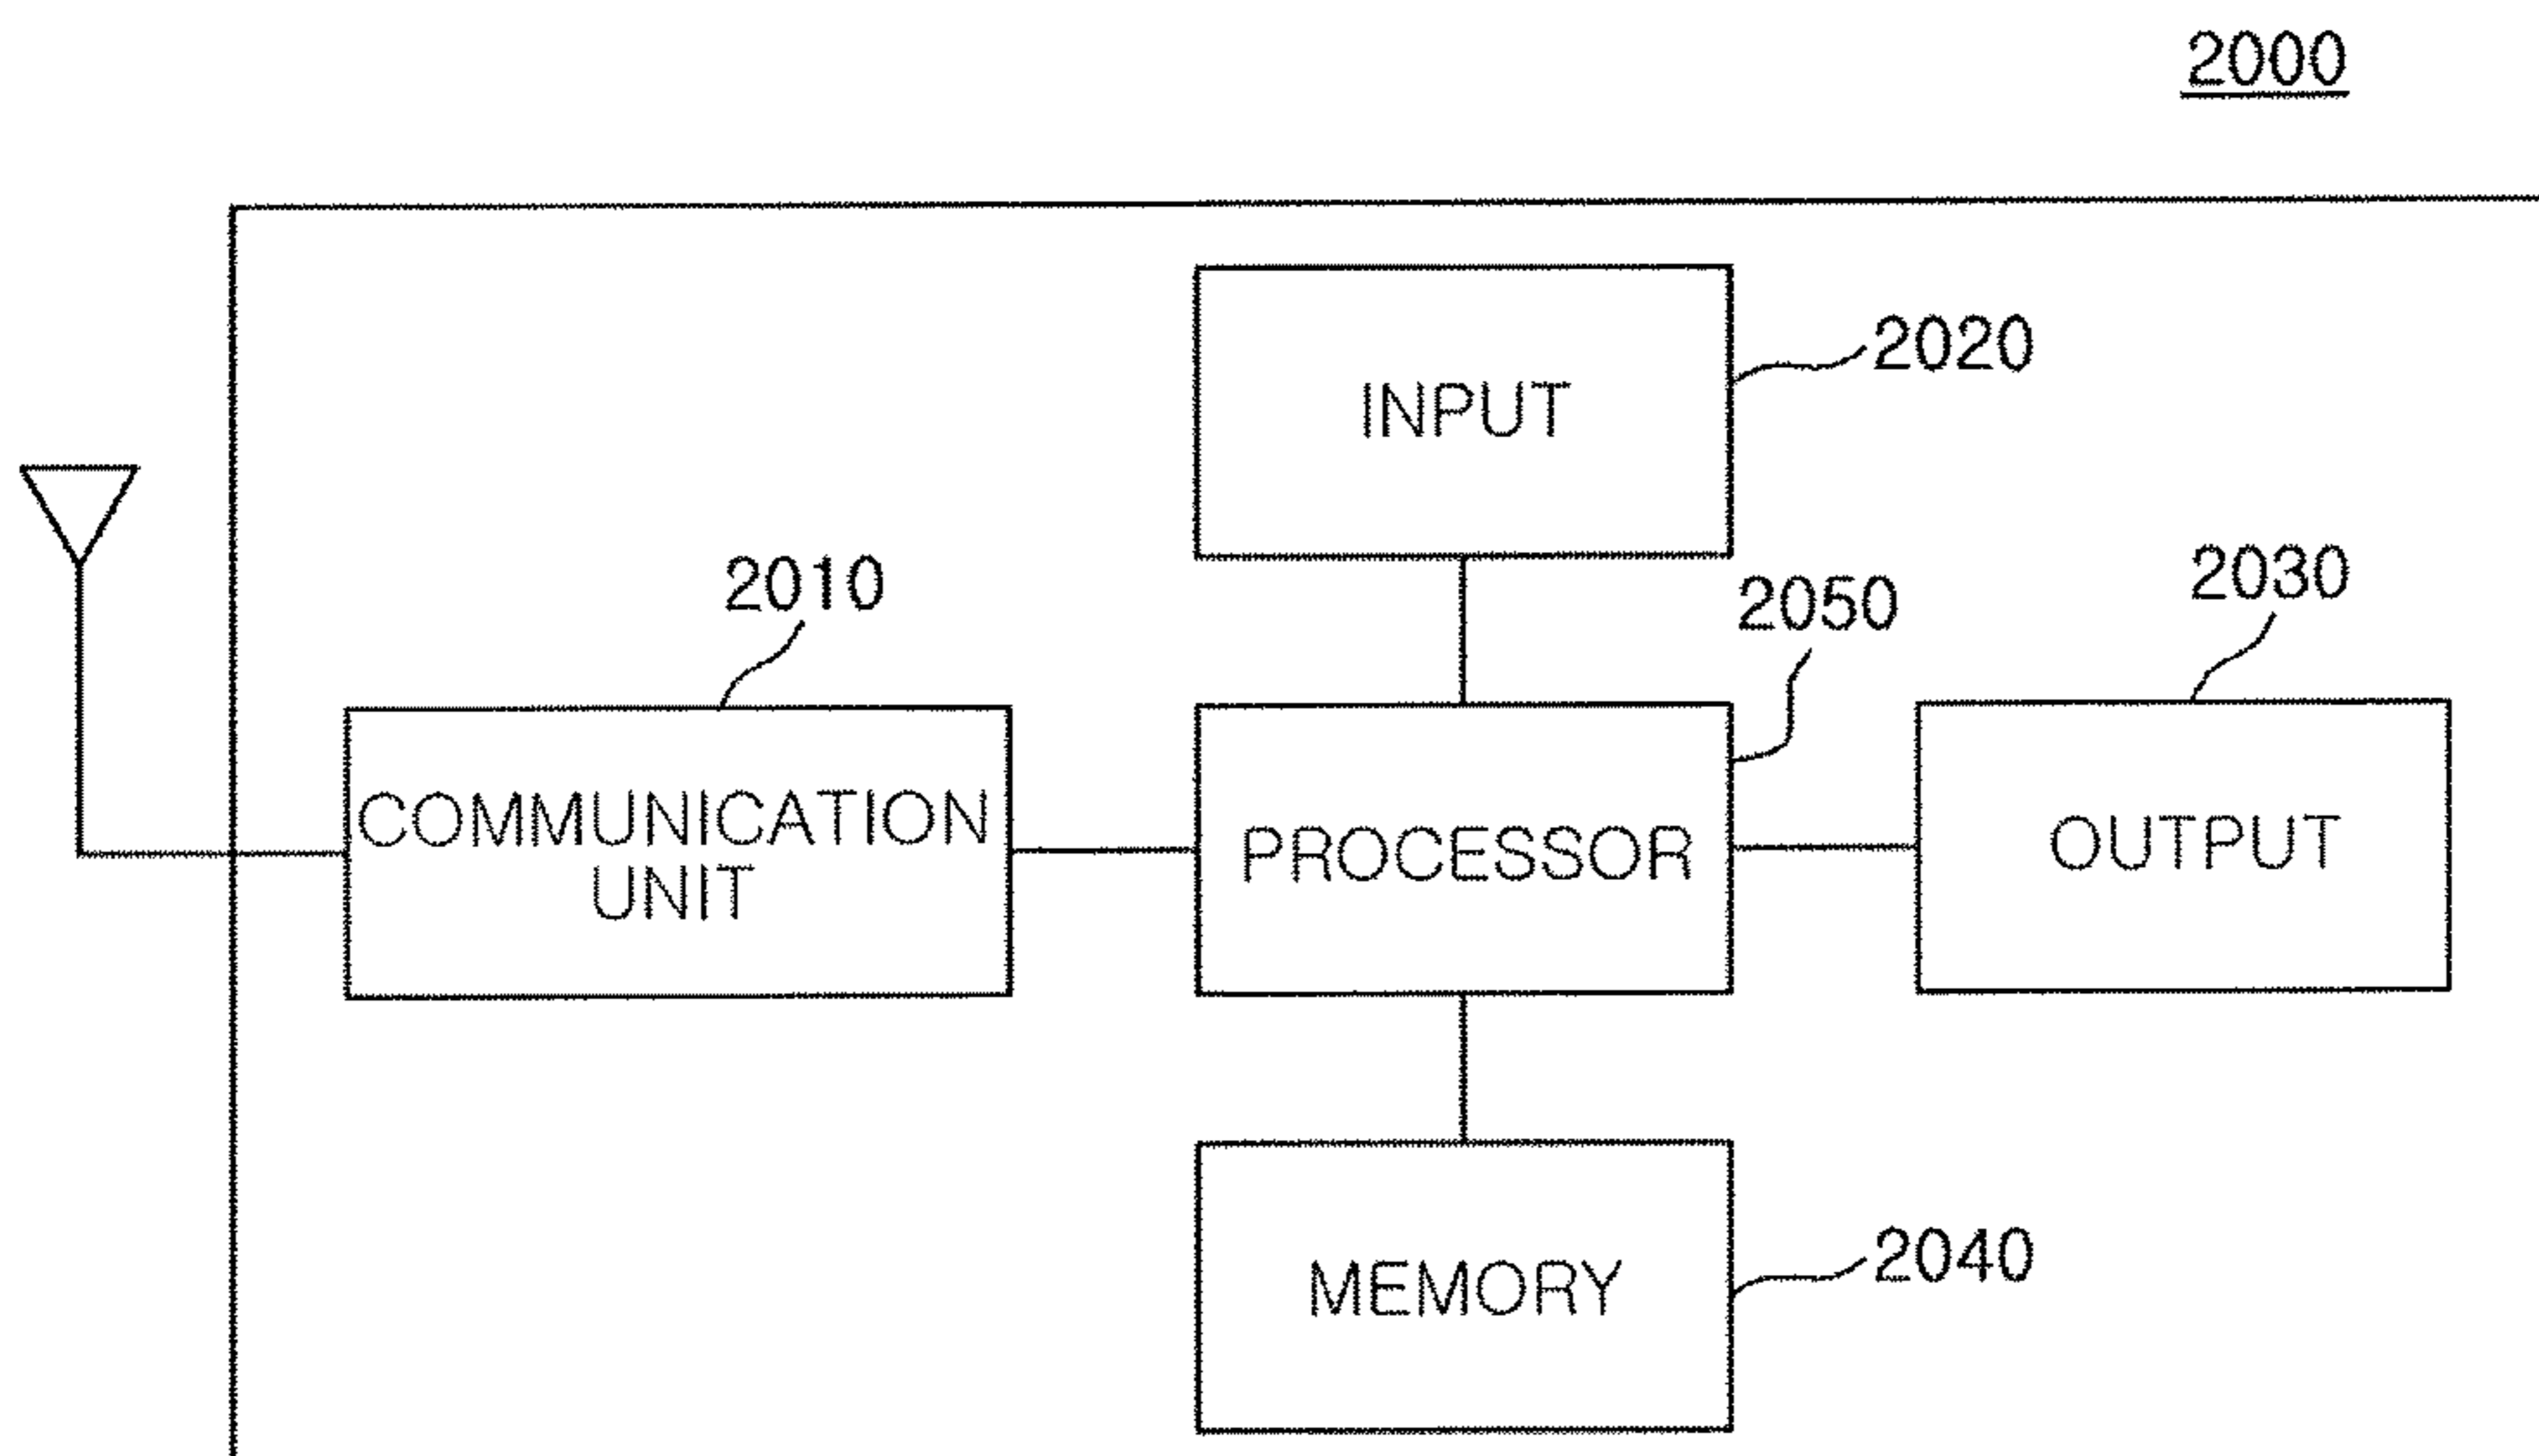 2000
INPUT
2020
2010
2050
2030
COMMUNICATION
UNIT
PROCESSOR
OUTPUT
MEMORY
2040